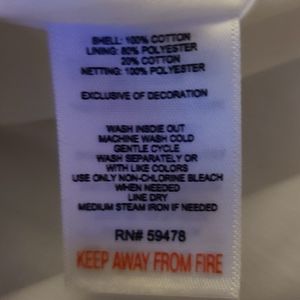 SHELL: 100% COTTON
LINING: 80% POLYESTER
20% COTTON
NETTING: 100% POLYESTER
EXCLUSIVE OF DECORATION
WASH INSDIE OUT
MACHINE WASH COLD
GENTLE CYCLE
WASH SEPARATELY OR
WITH LIKE COLORS
USE ONLY NON-CHLORINE BLEACH
WHEN NEEDED
LINE DRY
MEDIUM STEAM IRON IF NEEDED
RN# 59478
KEEP AWAY FROM FIRE